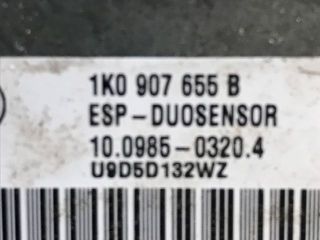 1K0 907 655 B
ESP-DUOSENSOR
10.0985-0320.4
U9D5D132WZ